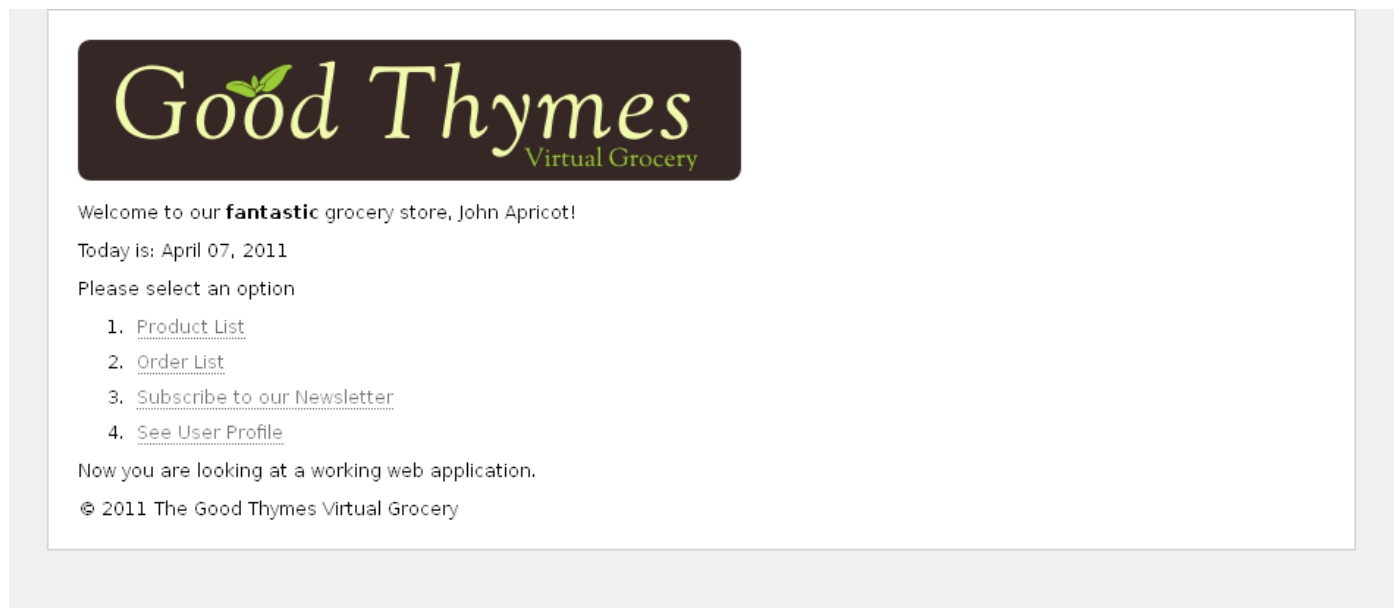 Good Thymes
Virtual Grocery
Welcome to our fantastic grocery store, John Apricot!
Today is: April 07, 2011
Please select an option
1. Product List
2. Order List
3. Subscribe to our Newsletter
4. See User Profile
Now you are looking at a working web application.
© 2011 The Good Thymes Virtual Grocery